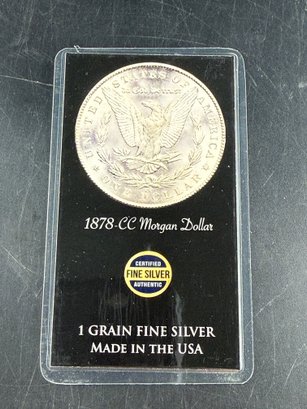 UNITED STATES OF AMERICA
ONE DOLLAR
1878-CC Morgan Dollar
CERTIFIED
FINE SILVER
AUTHENTIC
1 GRAIN FINE SILVER
MADE IN THE USA